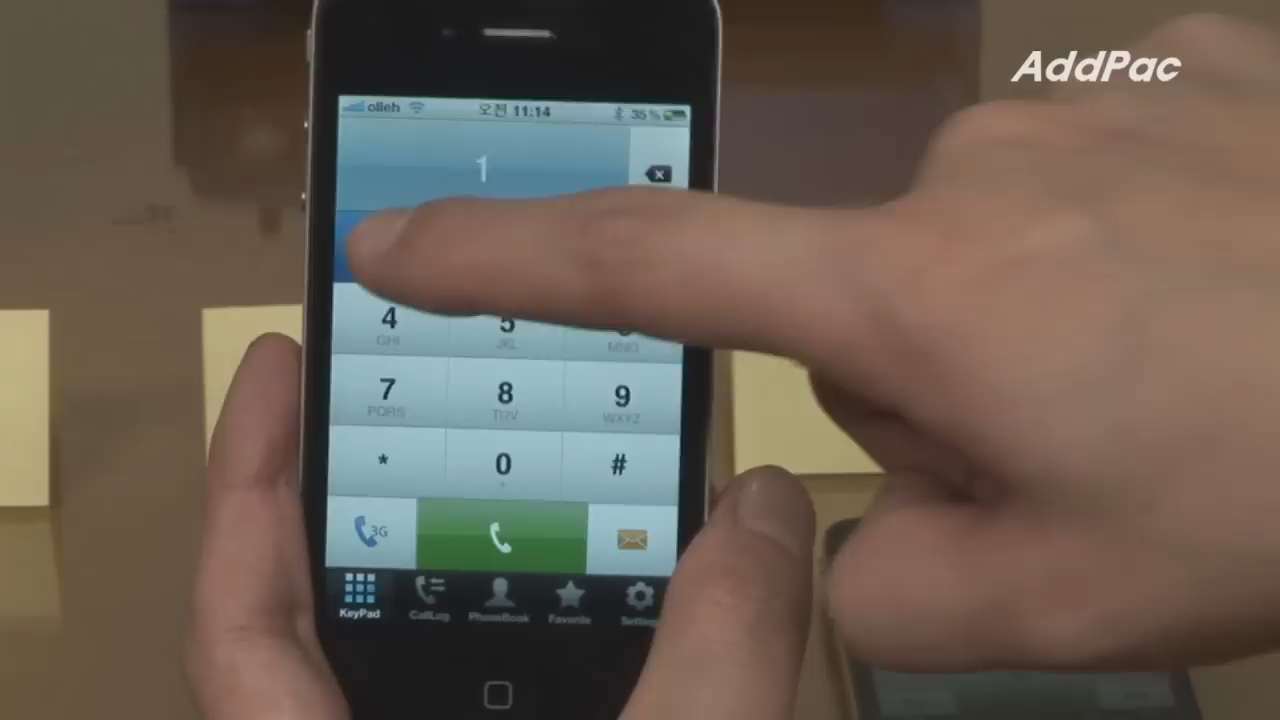 AddPac
olleh 오전 11:14 35%
1
4 5
GHI JKL MNO
7 8 9
PQRS TUV WXYZ
* 0 #
+
3G
KeyPad CallLog PhoneBook Favorite Setting